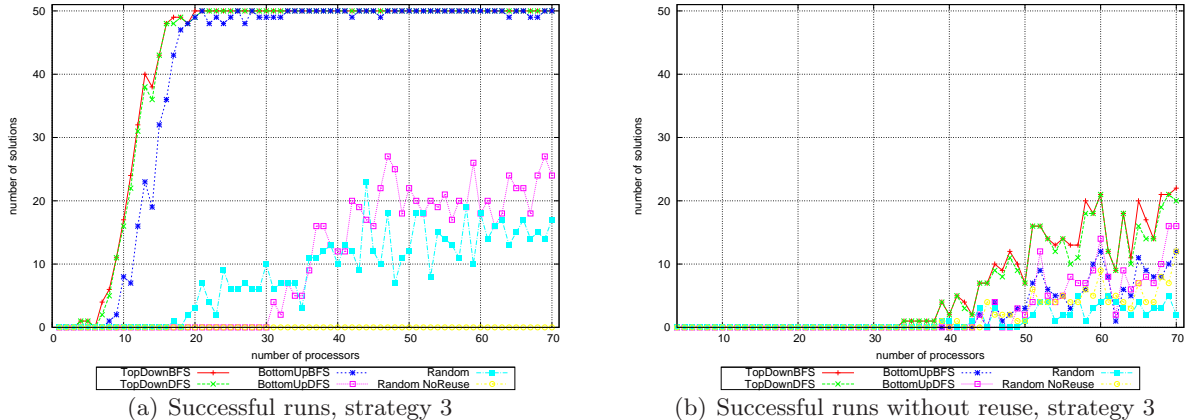 50
40
30
20
10
0
number of solutions
0 10 20 30 40 50 60 70
number of processors
TopDownBFS BottomUpBFS Random
TopDownDFS BottomUpDFS Random NoReuse
(a) Successful runs, strategy 3
50
40
30
20
10
0
number of solutions
10 20 30 40 50 60 70
number of processors
TopDownBFS BottomUpBFS Random
TopDownDFS BottomUpDFS Random NoReuse
(b) Successful runs without reuse, strategy 3